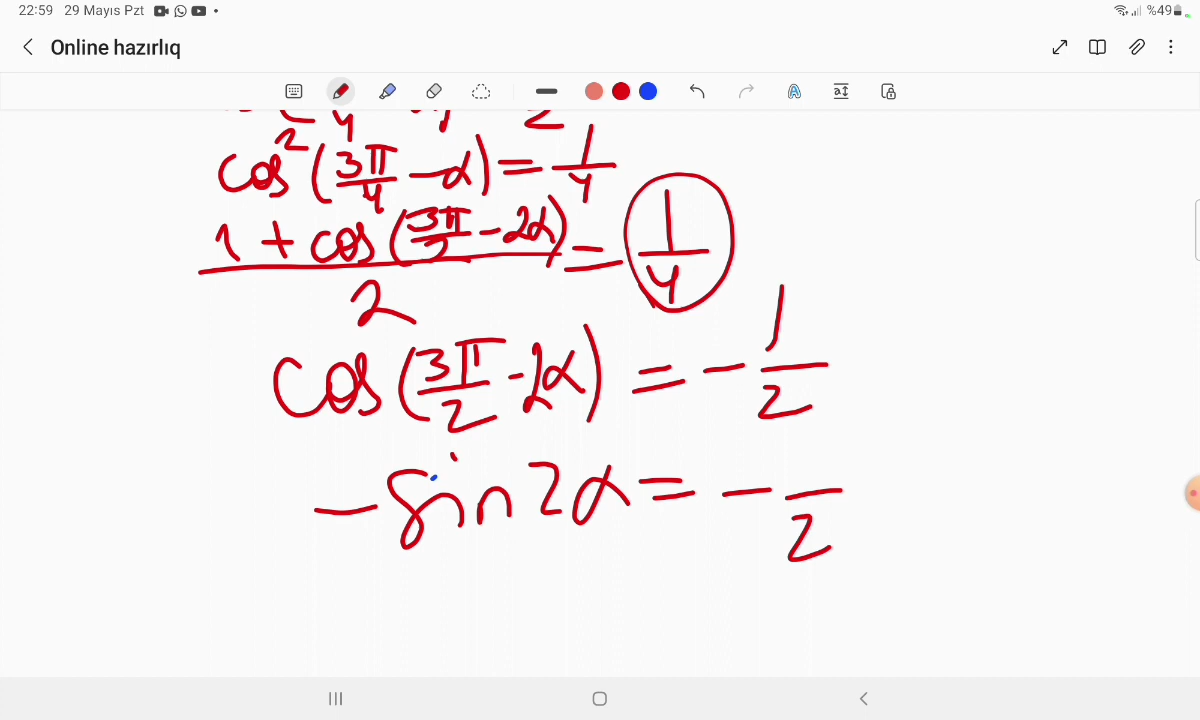 22:59 29 Mayıs Pzt %49
Online hazırlıq
cos²(3π/4 - α) = 1/4
1 + cos(3π/2 - 2α) / 2 = 1/4
cos(3π/2 - 2α) = - 1/2
- sin2α = - /2